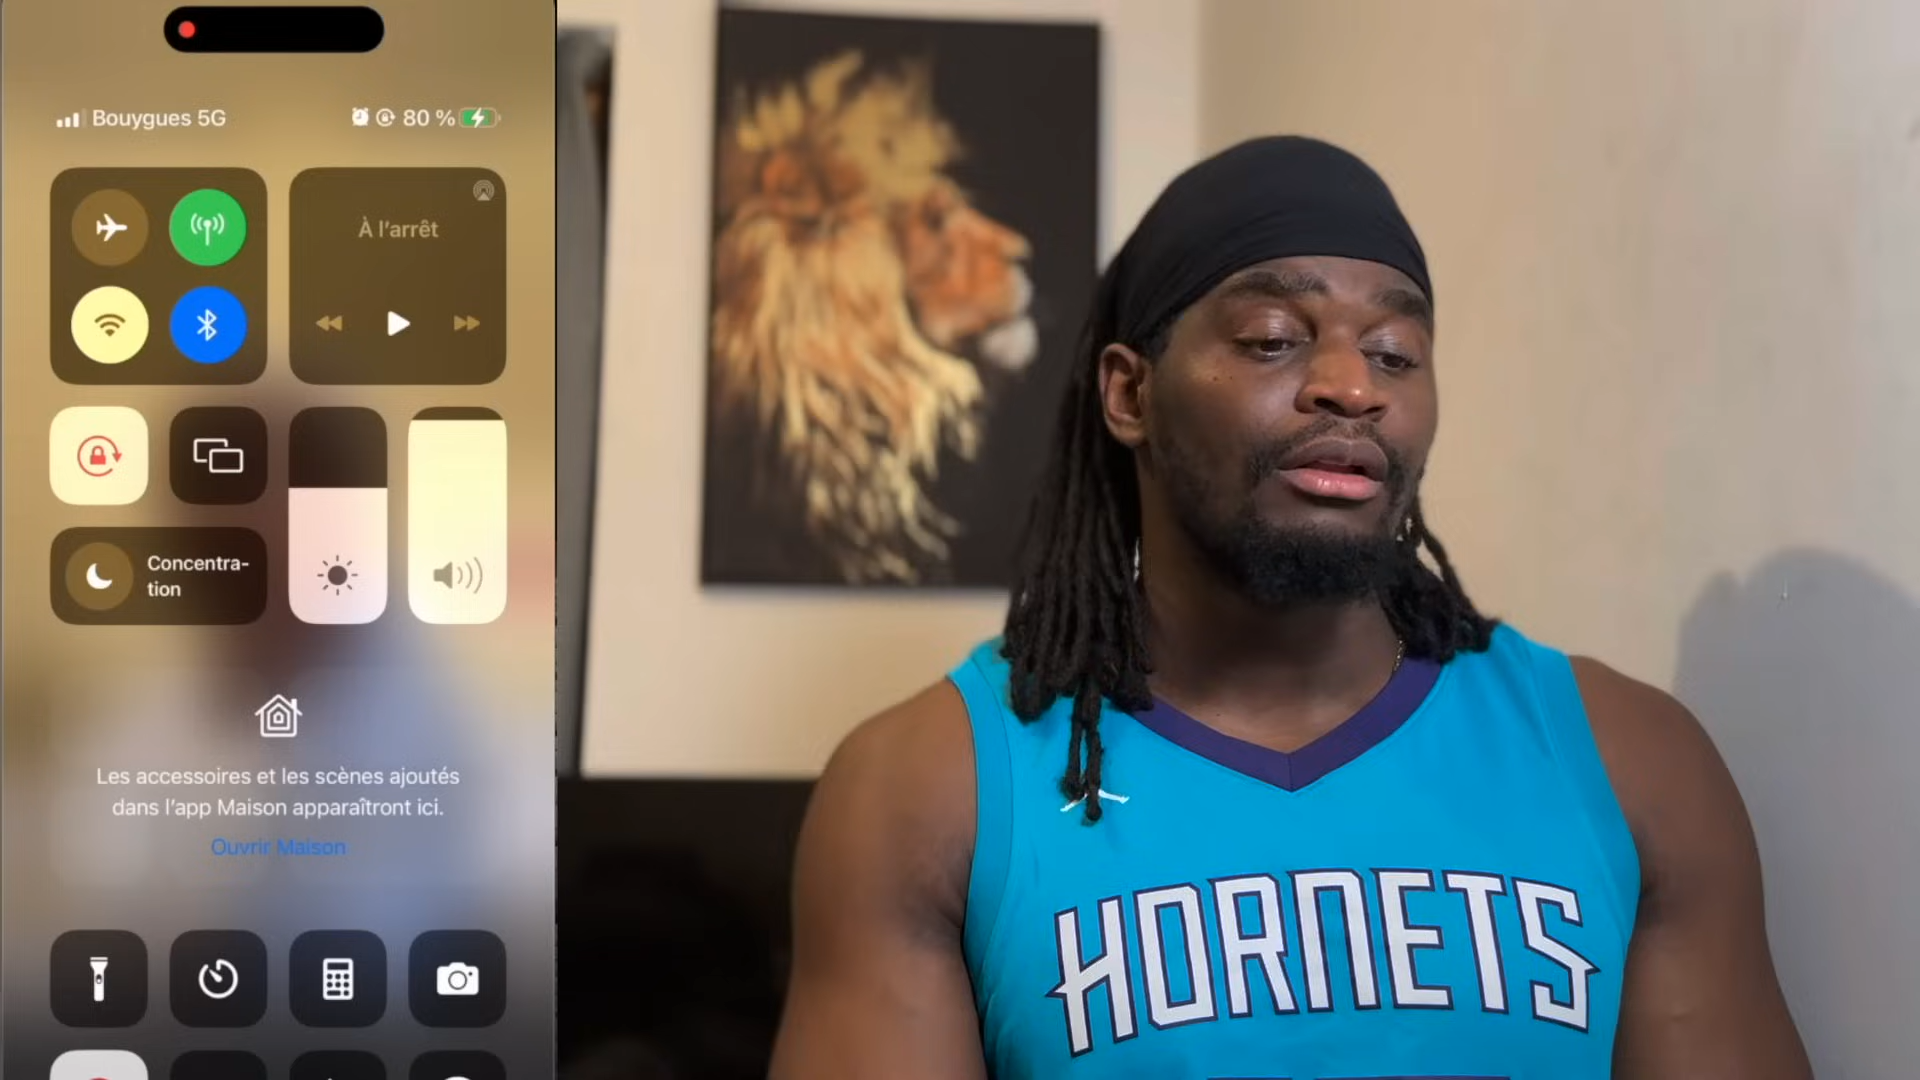 Bouygues 5G
80 %
À l'arrêt
Concentra-
tion
Les accessoires et les scènes ajoutés
dans l'app Maison apparaîtront ici.
Ouvrir Maison
HORNETS